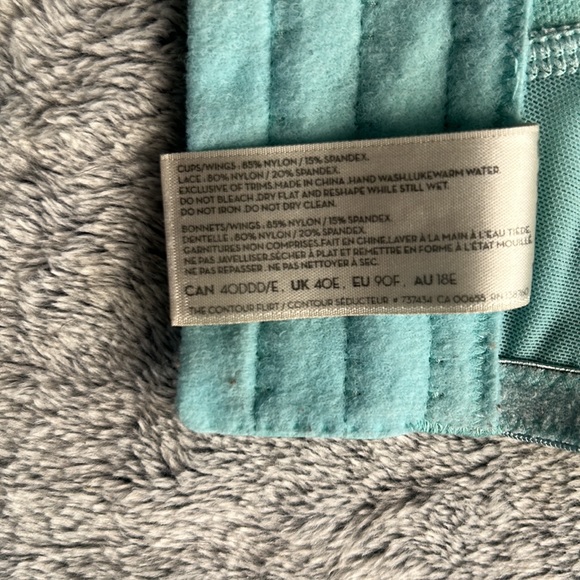 CUPS/WINGS : 85% NYLON / 15% SPANDEX.
LACE : 80% NYLON / 20% SPANDEX.
EXCLUSIVE OF TRIMS.MADE IN CHINA .HAND WASH.LUKEWARM WATER.
DO NOT BLEACH .DRY FLAT AND RESHAPE WHILE STILL WET.
DO NOT IRON .DO NOT DRY CLEAN.
BONNETS/WINGS : 85% NYLON / 15% SPANDEX.
DENTELLE : 80% NYLON / 20% SPANDEX.
GARNITURES NON COMPRISES.FAIT EN CHINE.LAVER À LA MAIN À L'EAU TIÈDE.
NE PAS JAVELLISER.SÉCHER À PLAT ET REMETTRE EN FORME À L'ÉTAT MOUILLÉ.
NE PAS REPASSER . NE PAS NETTOYER À SEC.
CAN 40DDD/E, UK 40E, EU 90F, AU 18E
THE CONTOUR FLIRT / CONTOUR SÉDUCTEUR # 737434 CA 00655 RN